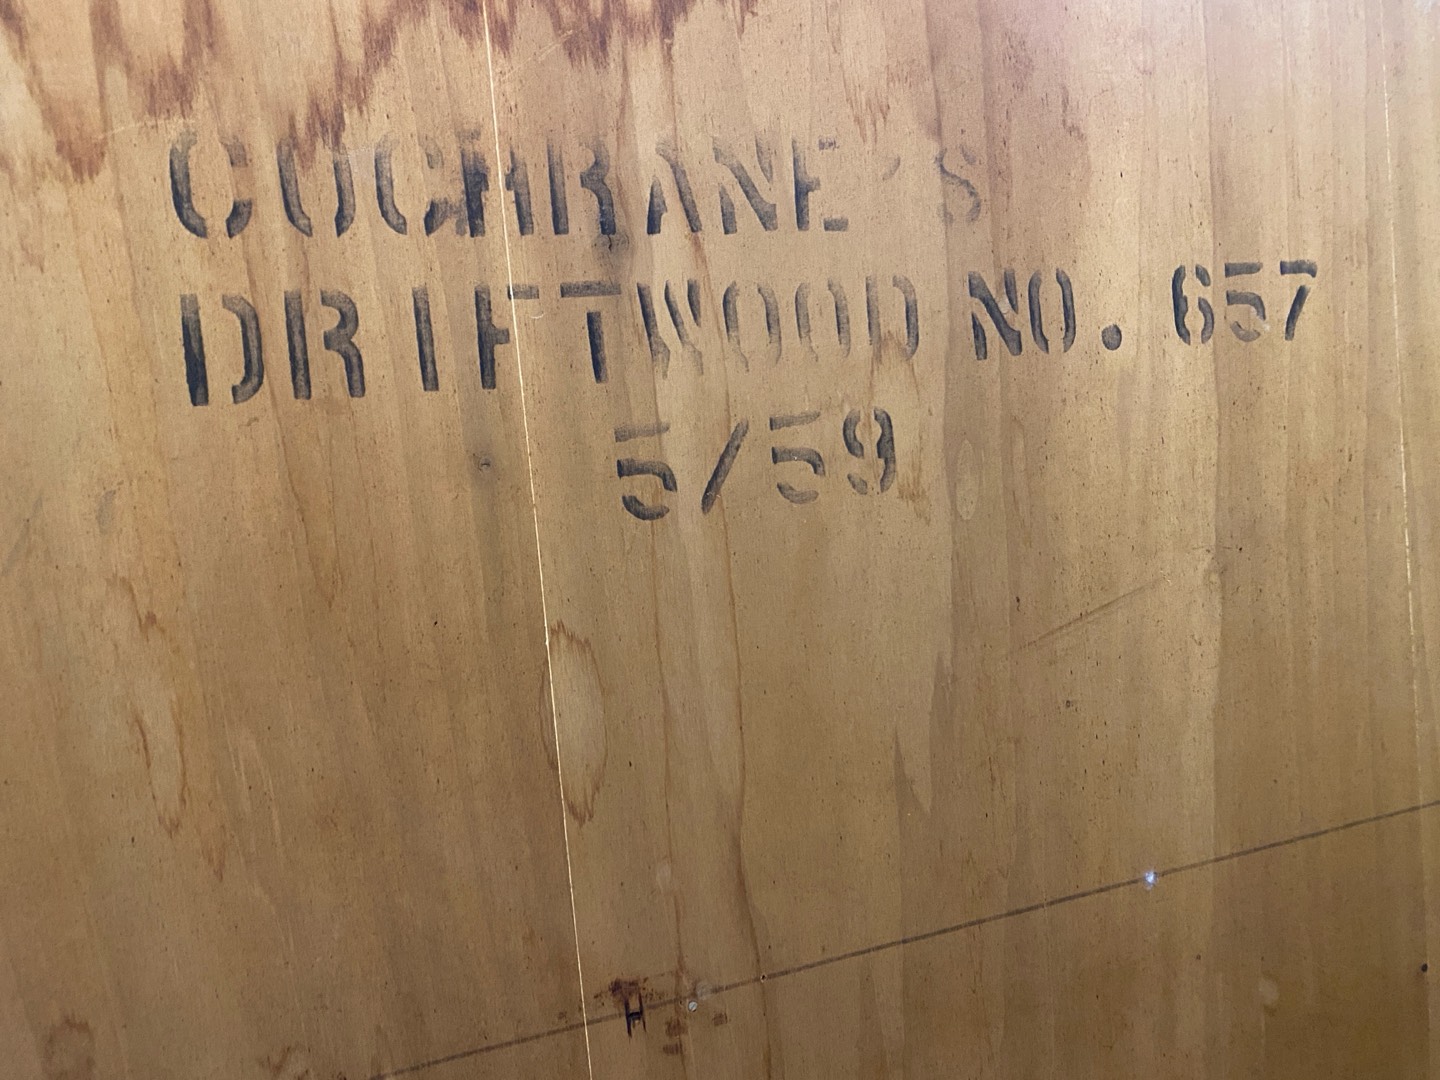 COCHRANE'S
DRIFTWOOD NO. 657
5/59
H